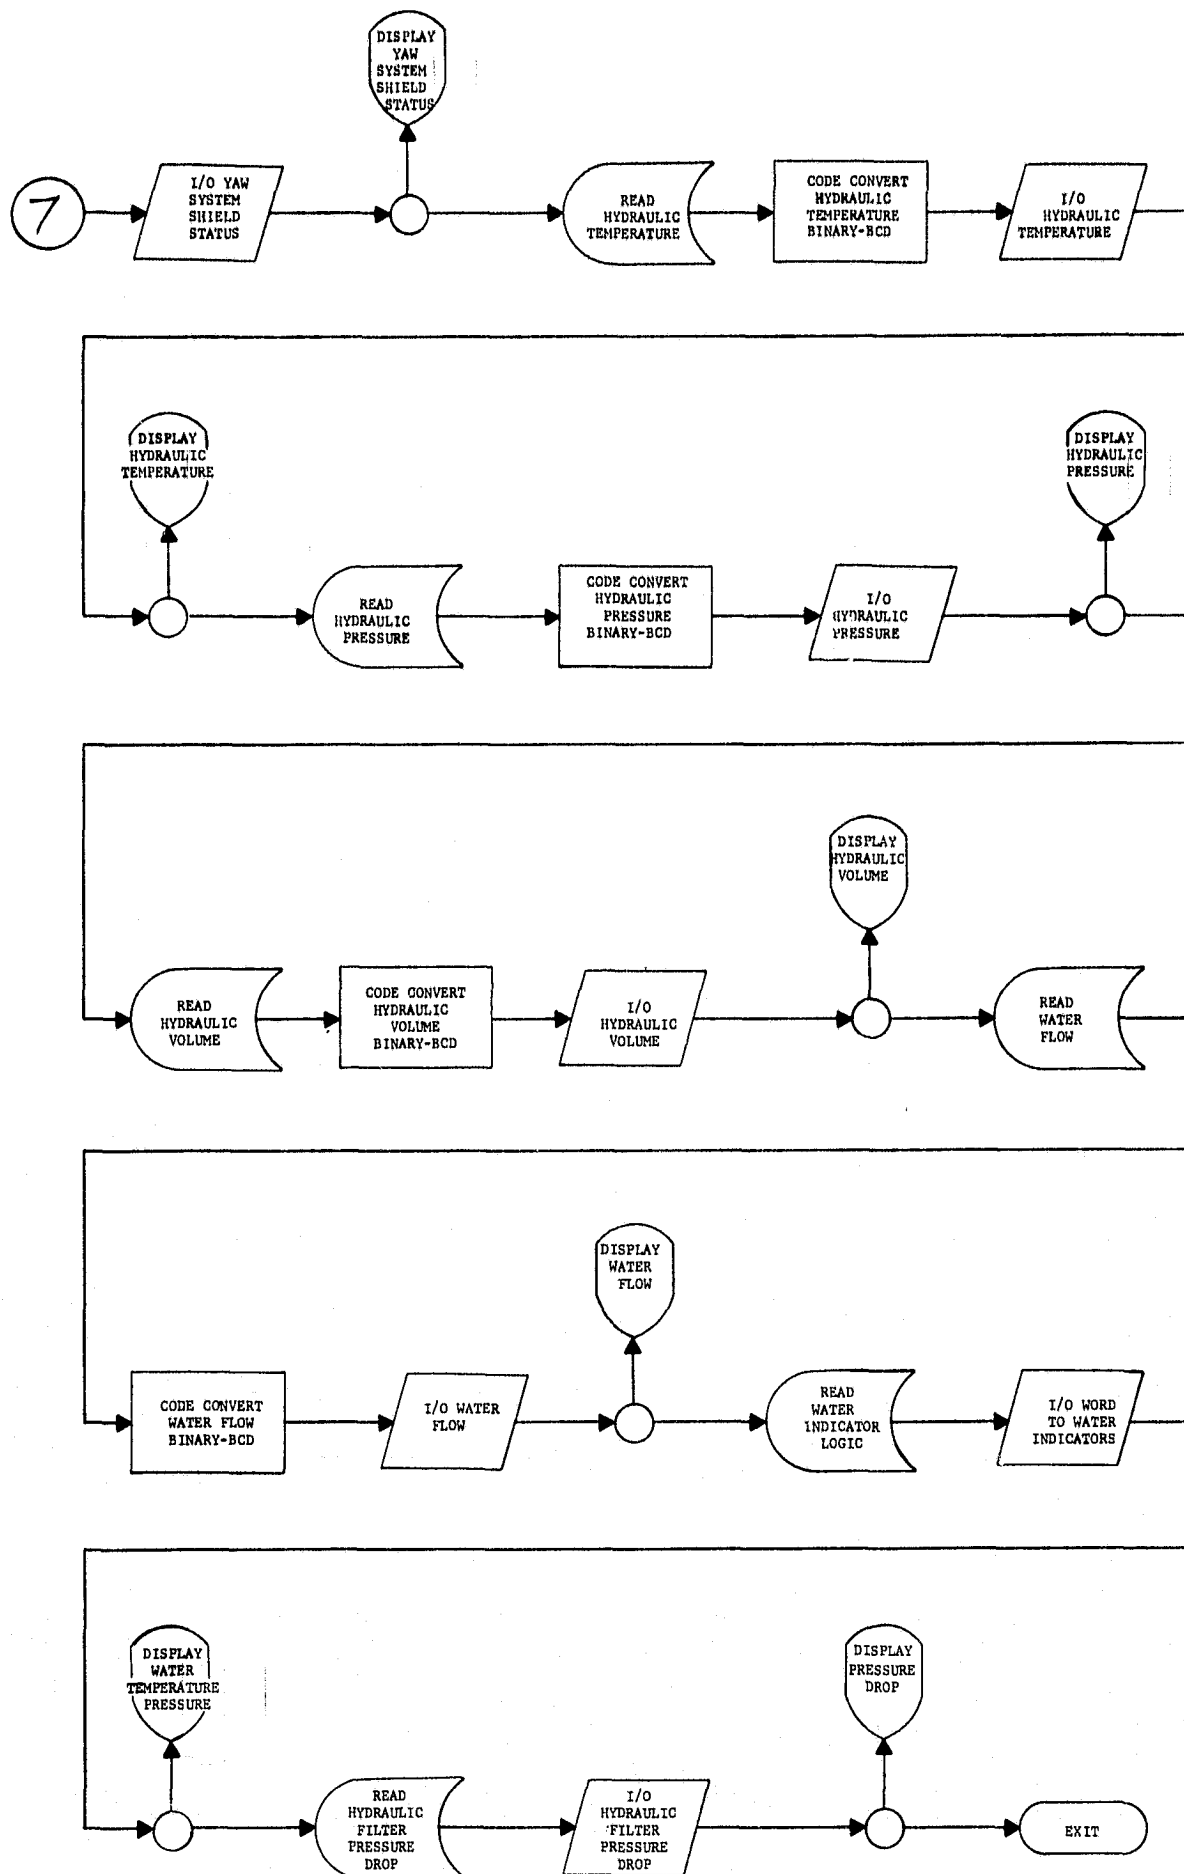 DISPLAY
YAW
SYSTEM
SHIELD
STATUS
7
I/O YAW
SYSTEM
SHIELD
STATUS
READ
HYDRAULIC
TEMPERATURE
CODE CONVERT
HYDRAULIC
TEMPERATURE
BINARY-BCD
I/O
HYDRAULIC
TEMPERATURE
DISPLAY
HYDRAULIC
TEMPERATURE
DISPLAY
HYDRAULIC
PRESSURE
READ
HYDRAULIC
PRESSURE
CODE CONVERT
HYDRAULIC
PRESSURE
BINARY-BCD
I/O
HYDRAULIC
PRESSURE
DISPLAY
HYDRAULIC
VOLUME
READ
HYDRAULIC
VOLUME
CODE CONVERT
HYDRAULIC
VOLUME
BINARY-BCD
I/O
HYDRAULIC
VOLUME
READ
WATER
FLOW
DISPLAY
WATER
FLOW
CODE CONVERT
WATER FLOW
BINARY-BCD
I/O WATER
FLOW
READ
WATER
INDICATOR
LOGIC
I/O WORD
TO WATER
INDICATORS
DISPLAY
WATER
TEMPERATURE
PRESSURE
DISPLAY
PRESSURE
DROP
READ
HYDRAULIC
FILTER
PRESSURE
DROP
I/O
HYDRAULIC
FILTER
PRESSURE
DROP
EXIT